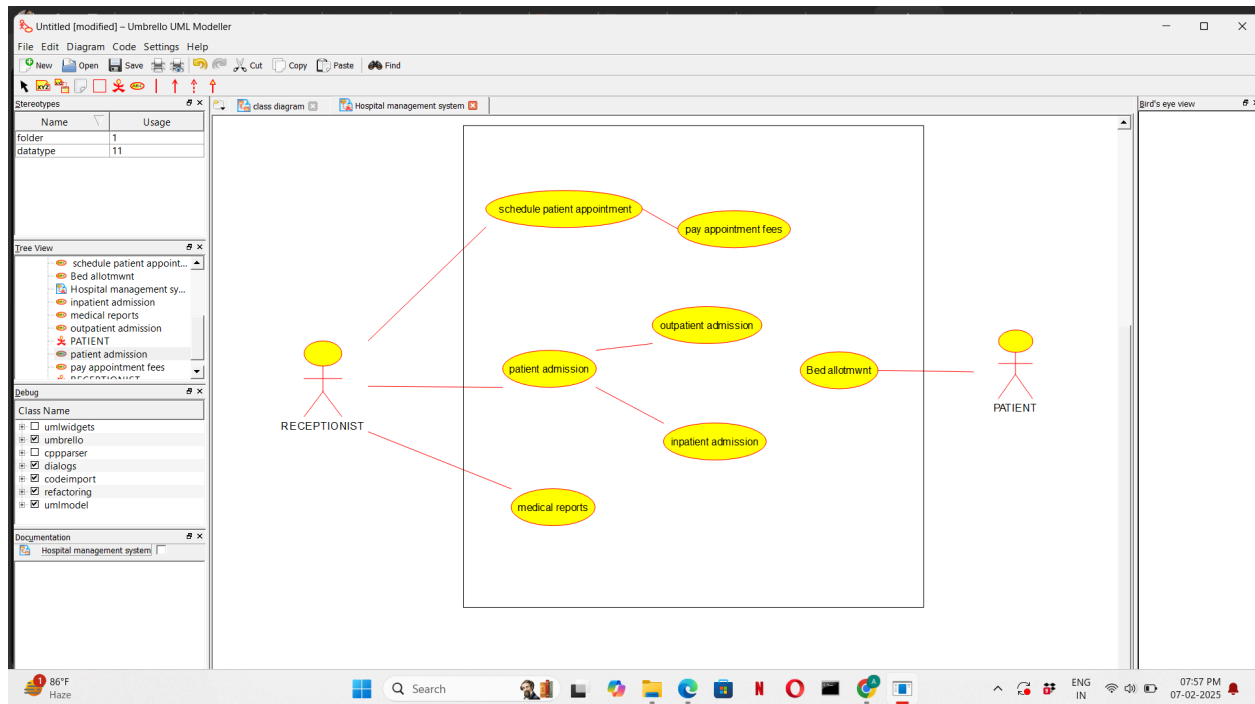 Untitled [modified] – Umbrello UML Modeller
File Edit Diagram Code Settings Help
New Open Save Cut Copy Paste Find
XYZ
Stereotypes
class diagram
Hospital management system
Bird's eye view
Name Usage
folder 1
datatype 11
schedule patient appointment
pay appointment fees
Tree View
schedule patient appoint...
Bed allotmwnt
Hospital management sy...
inpatient admission
medical reports
outpatient admission
PATIENT
patient admission
pay appointment fees
RECEPTIONIST
outpatient admission
patient admission
Bed allotmwnt
PATIENT
RECEPTIONIST
inpatient admission
medical reports
Debug
Class Name
umlwidgets
umbrello
cppparser
dialogs
codeimport
refactoring
umlmodel
Documentation
Hospital management system
1
86°F
Haze
Search
ENG
IN
07:57 PM
07-02-2025